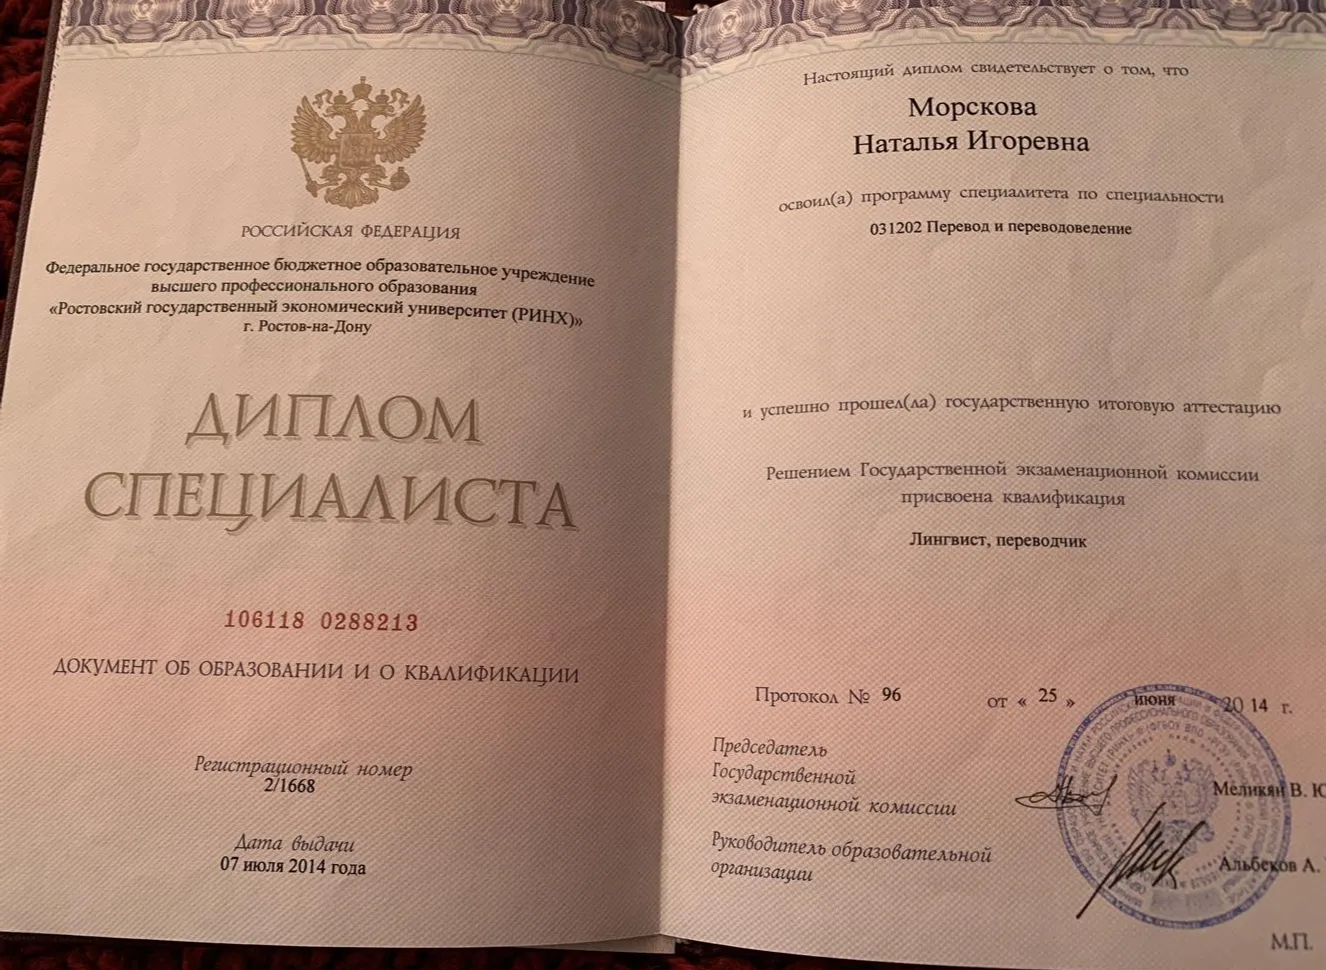 РОССИЙСКАЯ ФЕДЕРАЦИЯ
Федеральное государственное бюджетное образовательное учреждение
высшего профессионального образования
«Ростовский государственный экономический университет (РИНХ)»
г. Ростов-на-Дону
ДИПЛОМ
СПЕЦИАЛИСТА
106118 0288213
ДОКУМЕНТ ОБ ОБРАЗОВАНИИ И О КВАЛИФИКАЦИИ
Регистрационный номер
2/1668
Дата выдачи
07 июля 2014 года
Настоящий диплом свидетельствует о том, что
Морскова
Наталья Игоревна
освоил(а) программу специалитета по специальности
031202 Перевод и переводоведение
и успешно прошел(ла) государственную итоговую аттестацию
Решением Государственной экзаменационной комиссии
присвоена квалификация
Лингвист, переводчик
Протокол № 96 от « 25 » июня 20 14 г.
Председатель
Государственной
экзаменационной комиссии
Меликян В. Ю
Руководитель образовательной
организации
Альбеков А.
М.П.